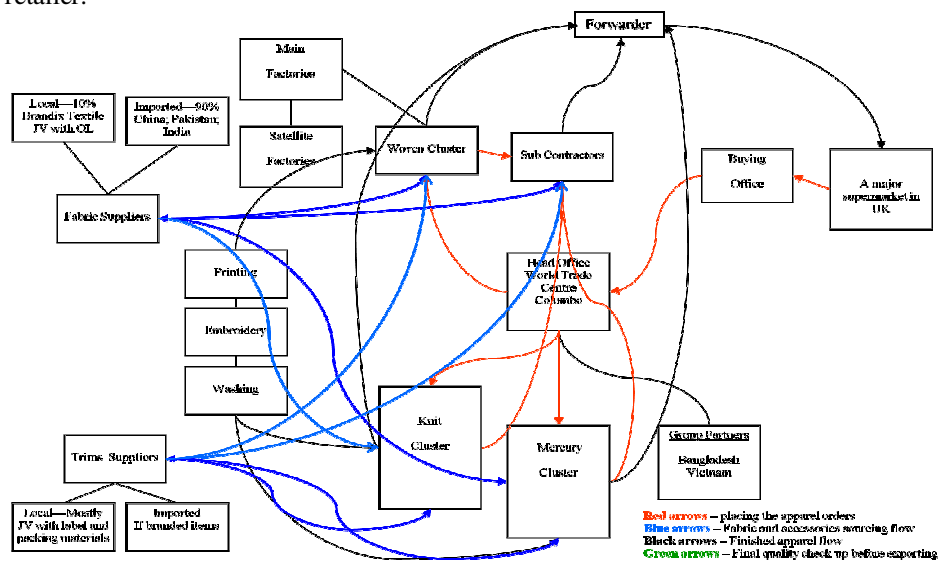 retailer.
Forwarder
Main
Factories
Local—10%
Brandix Textile
JV with OL
Imported—90%
China; Pakistan;
India
Satellite
Factories
Woven Cluster
Sub Contractors
Buying
Office
A major
supermarket in
UK
Fabric Suppliers
Printing
Head Office
World Trade
Centre
Columbo
Embroidery
Washing
Knit
Cluster
Mercury
Cluster
Group Partners
Bangladesh
Vietnam
Trims Suppliers
Local—Mostly
JV with label and
packing materials
Imported
If branded items
Red arrows – placing the apparel orders
Blue arrows – Fabric and accessories sourcing flow
Black arrows – Finished apparel flow
Green arrows – Final quality check up before exporting